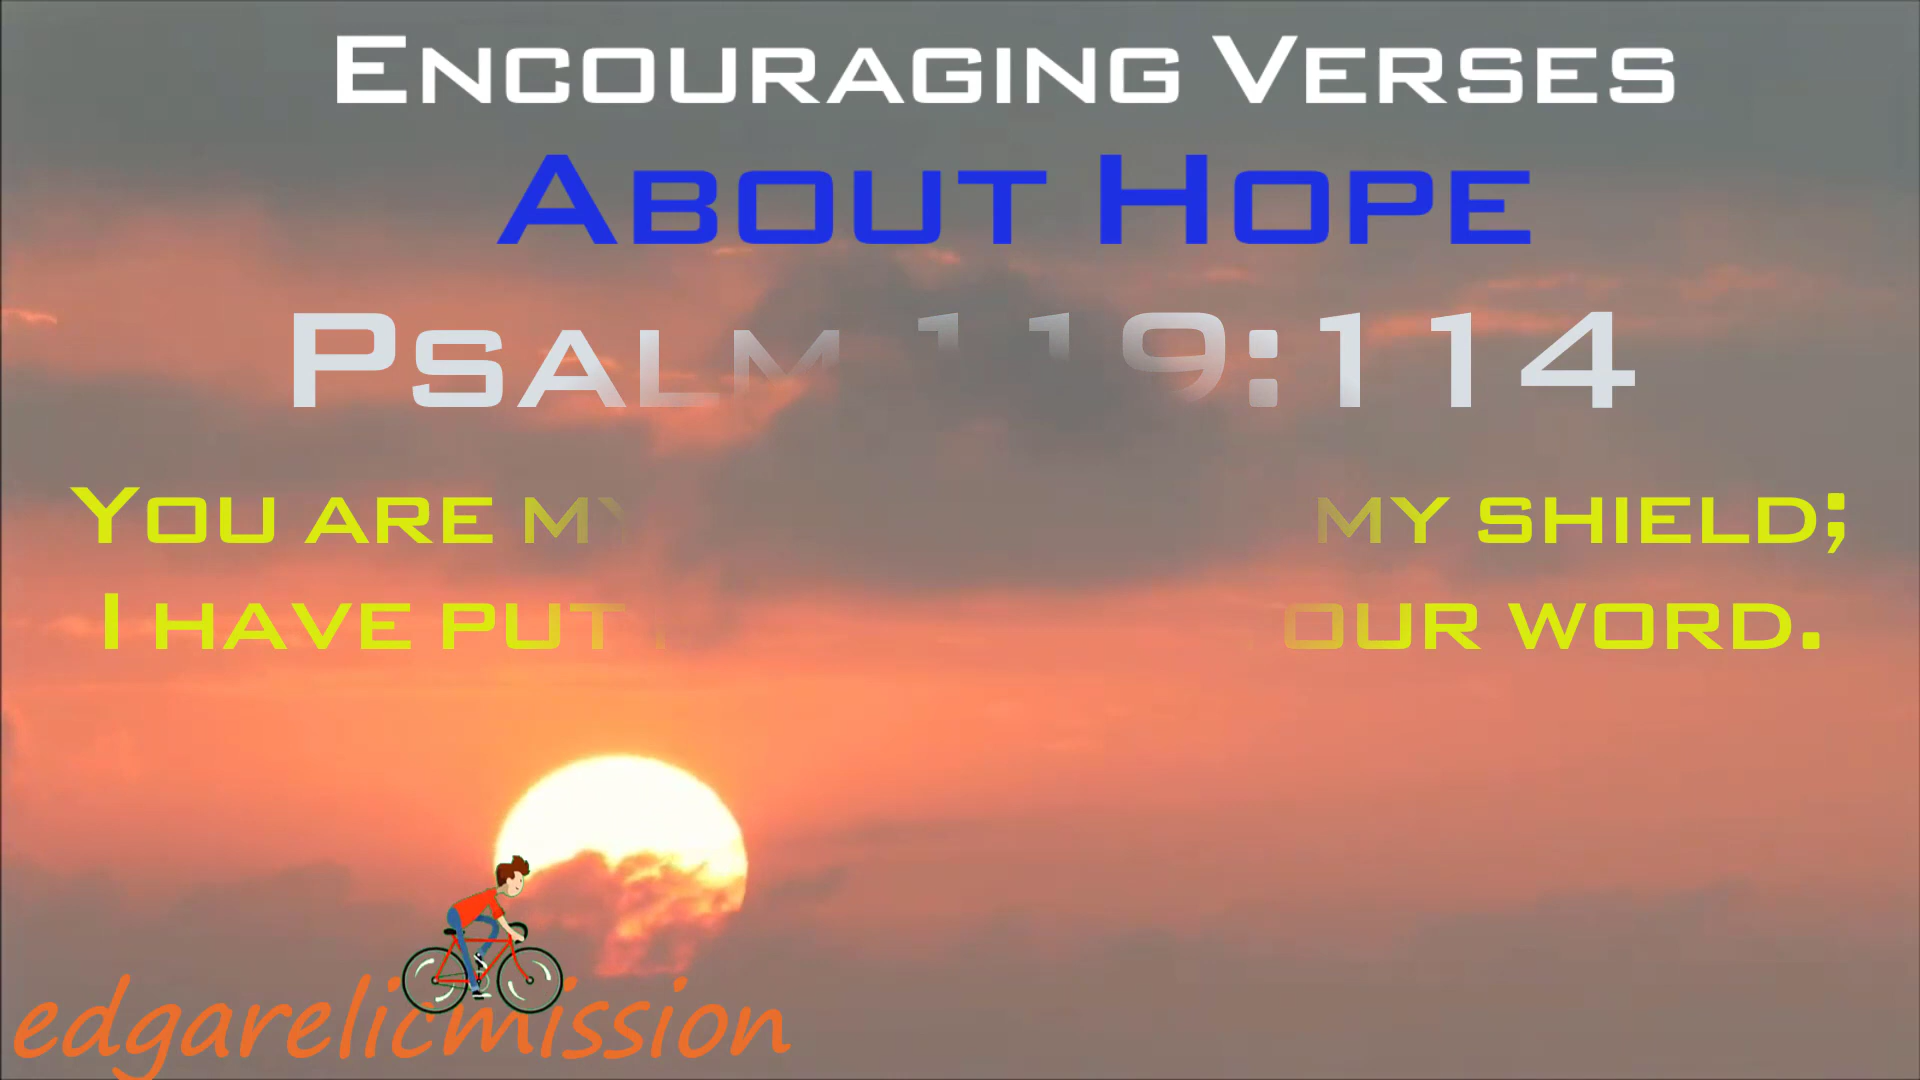 Encouraging Verses
About Hope
Psalm 119:114
You are my my shield;
I have put our word.
edgarelicmission